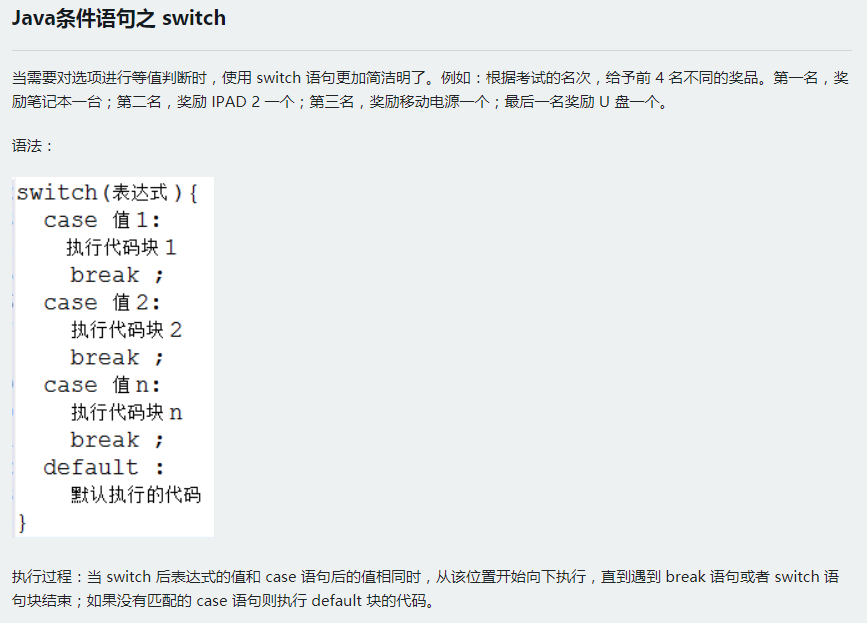 Java条件语句之 switch
当需要对选项进行等值判断时，使用 switch 语句更加简洁明了。例如：根据考试的名次，给予前 4 名不同的奖品。第一名，奖
励笔记本一台；第二名，奖励 IPAD 2 一个；第三名，奖励移动电源一个；最后一名奖励 U 盘一个。
语法：
switch(表达式){
case 值1:
执行代码块1
break ;
case 值2:
执行代码块2
break ;
case 值n:
执行代码块n
break ;
default :
默认执行的代码
}
执行过程：当 switch 后表达式的值和 case 语句后的值相同时，从该位置开始向下执行，直到遇到 break 语句或者 switch 语
句块结束；如果没有匹配的 case 语句则执行 default 块的代码。